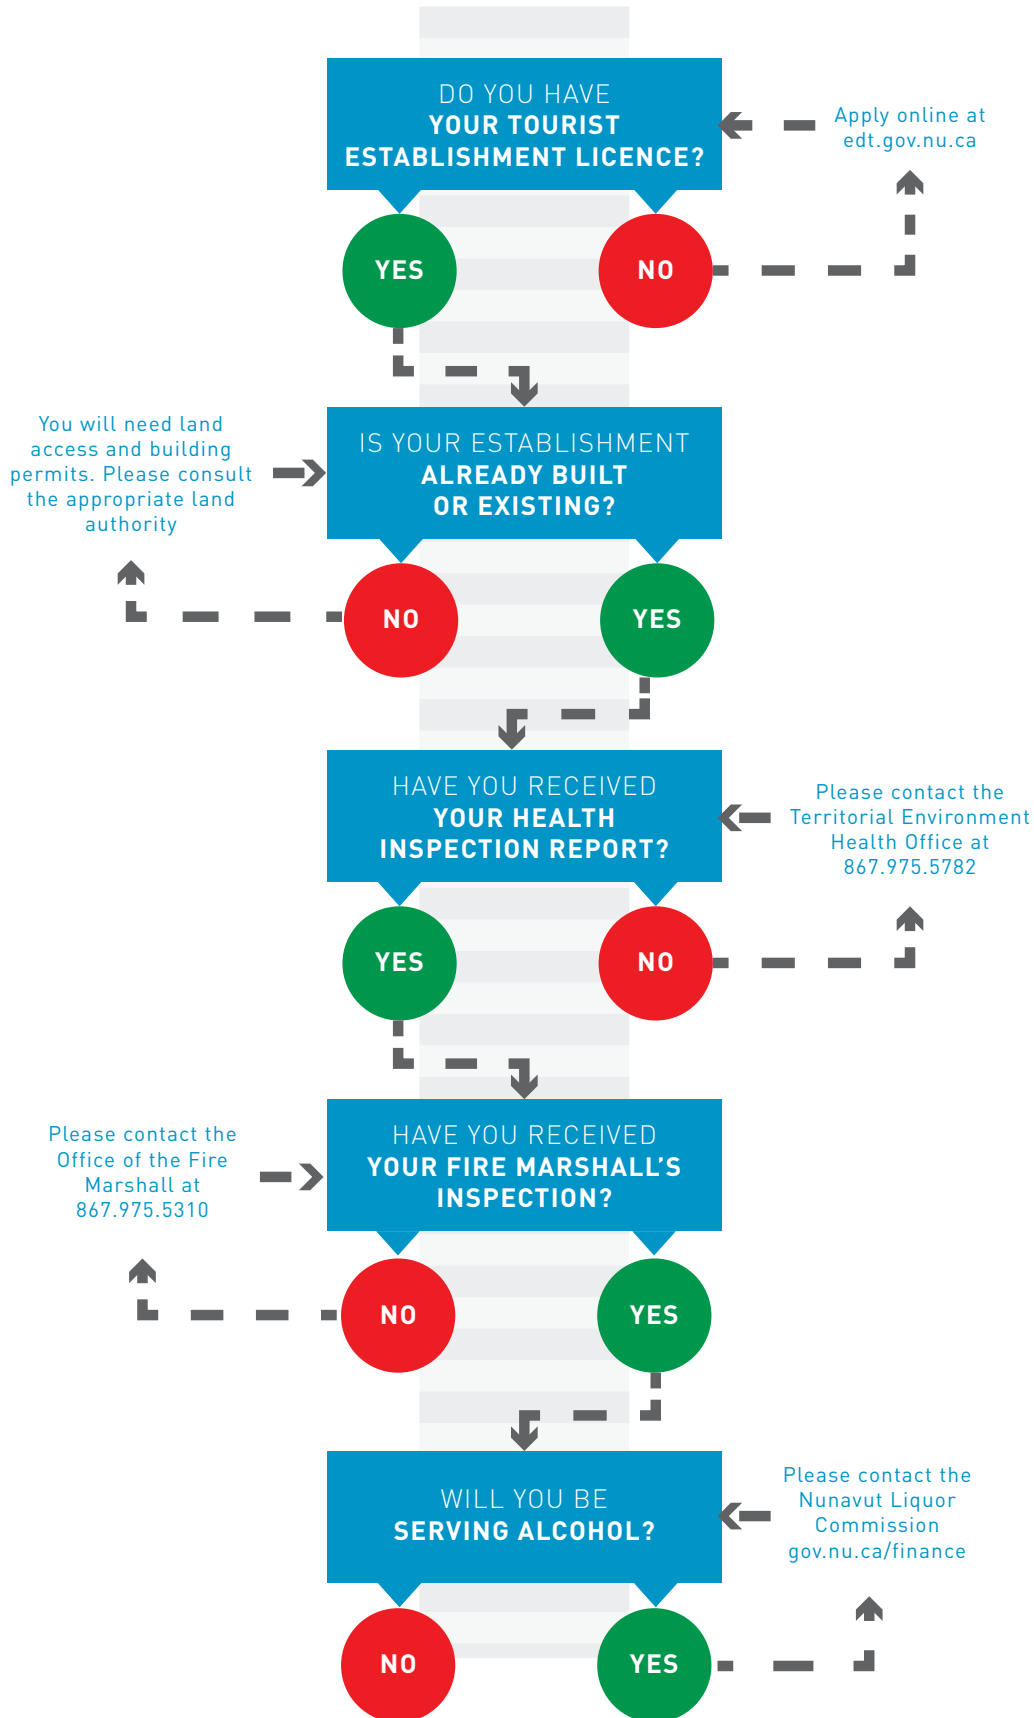 DO YOU HAVE
YOUR TOURIST
ESTABLISHMENT LICENCE?
Apply online at
edt.gov.nu.ca
YES
NO
You will need land
access and building
permits. Please consult
the appropriate land
authority
IS YOUR ESTABLISHMENT
ALREADY BUILT
OR EXISTING?
NO
YES
HAVE YOU RECEIVED
YOUR HEALTH
INSPECTION REPORT?
Please contact the
Territorial Environment
Health Office at
867.975.5782
YES
NO
Please contact the
Office of the Fire
Marshall at
867.975.5310
HAVE YOU RECEIVED
YOUR FIRE MARSHALL'S
INSPECTION?
NO
YES
WILL YOU BE
SERVING ALCOHOL?
Please contact the
Nunavut Liquor
Commission
gov.nu.ca/finance
NO
YES